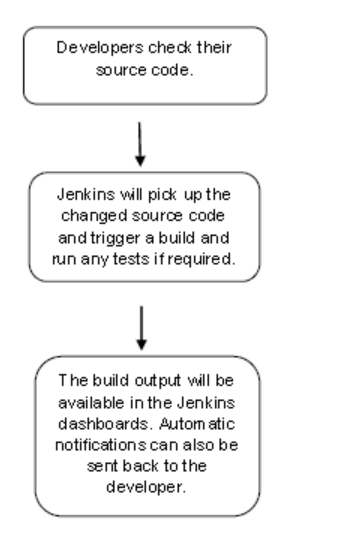 Developers check their
source code.
Jenkins will pick up the
changed source code
and trigger a build and
run any tests if required.
The build output will be
available in the Jenkins
dashboards. Automatic
notifications can also be
sent back to the
developer.